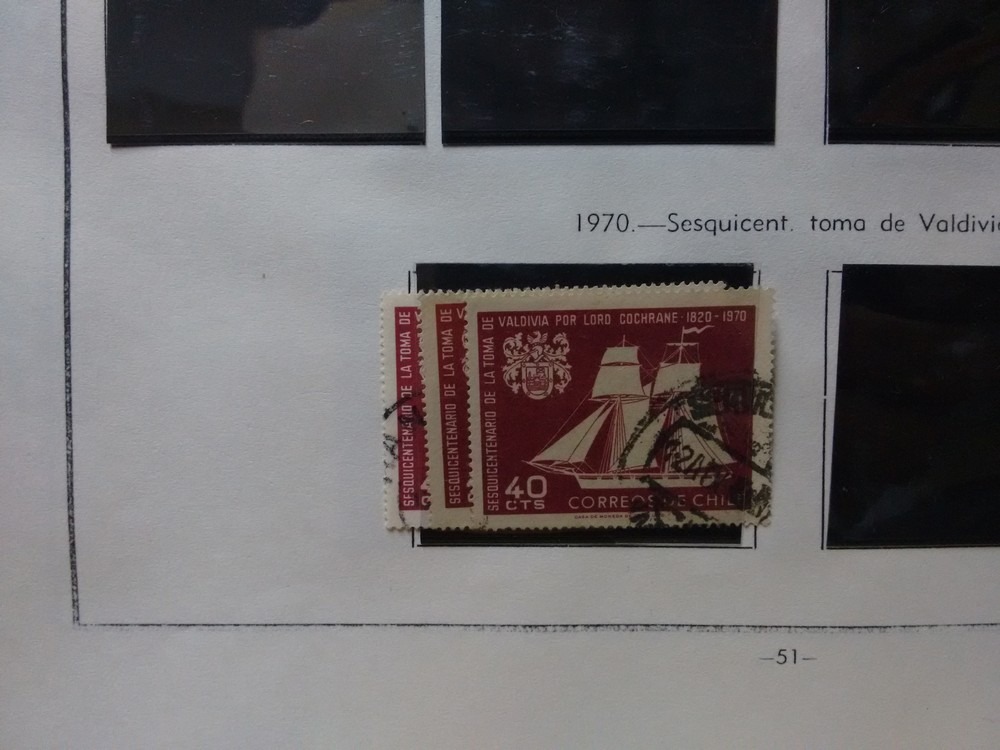 1970.—Sesquicent. toma de Valdivi
SESQUICENTENARIO DE LA TOMA DE
SESQUICENTENARIO DE LA TOMA DE
SESQUICENTENARIO DE LA TOMA DE
VALDIVIA POR LORD COCHRANE - 1820 - 1970
40
CTS
CORREOS DE CHIL
—51—